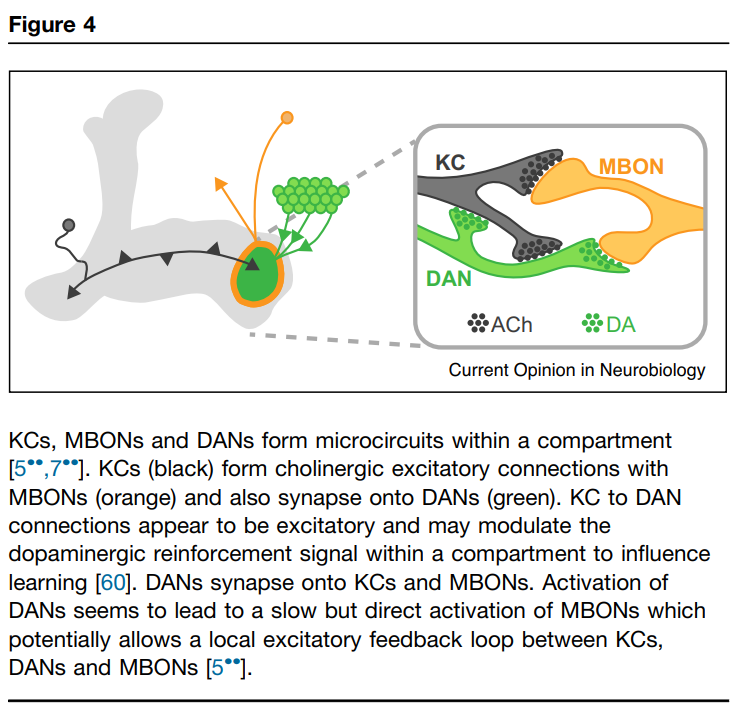 Figure 4
KC
MBON
DAN
ACh
DA
Current Opinion in Neurobiology
KCs, MBONs and DANs form microcircuits within a compartment
[5••,7••]. KCs (black) form cholinergic excitatory connections with
MBONs (orange) and also synapse onto DANs (green). KC to DAN
connections appear to be excitatory and may modulate the
dopaminergic reinforcement signal within a compartment to influence
learning [60]. DANs synapse onto KCs and MBONs. Activation of
DANs seems to lead to a slow but direct activation of MBONs which
potentially allows a local excitatory feedback loop between KCs,
DANs and MBONs [5••].